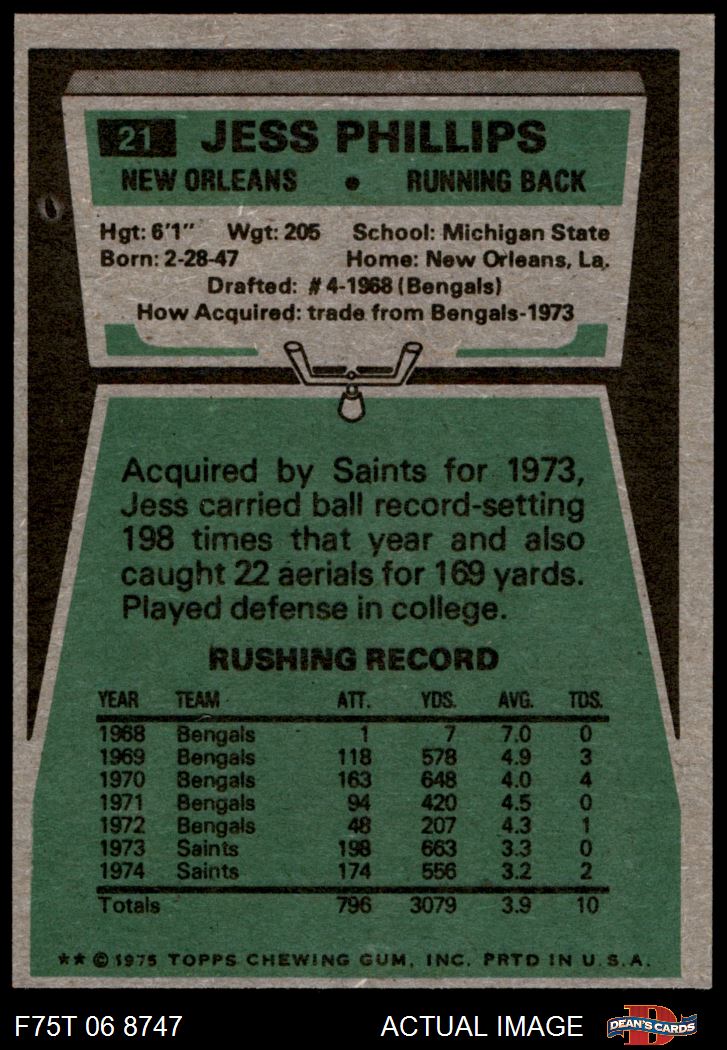 21 JESS PHILLIPS
NEW ORLEANS • RUNNING BACK
Hgt: 6'1" Wgt: 205 School: Michigan State
Born: 2-28-47 Home: New Orleans, La.
Drafted: #4-1968 (Bengals)
How Acquired: trade from Bengals-1973
Acquired by Saints for 1973,
Jess carried ball record-setting
198 times that year and also
caught 22 aerials for 169 yards.
Played defense in college.
RUSHING RECORD
YEAR TEAM ATT. YDS. AVG. TDS.
1968 Bengals 1 7 7.0 0
1969 Bengals 118 578 4.9 3
1970 Bengals 163 648 4.0 4
1971 Bengals 94 420 4.5 0
1972 Bengals 48 207 4.3 1
1973 Saints 198 663 3.3 0
1974 Saints 174 556 3.2 2
Totals 796 3079 3.9 10
** © 1975 TOPPS CHEWING GUM, INC. PRTD IN U.S.A.
F75T 06 8747 ACTUAL IMAGE DEAN'S CARDS